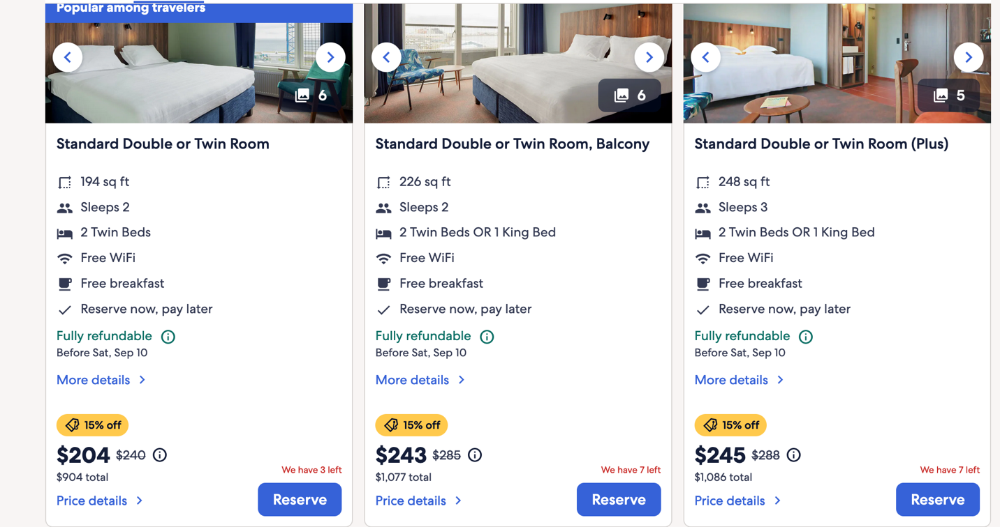 Popular among travelers
6
Standard Double or Twin Room
194 sq ft
Sleeps 2
2 Twin Beds
Free WiFi
Free breakfast
Reserve now, pay later
Fully refundable
Before Sat, Sep 10
More details
15% off
$204 $240
We have 3 left
$904 total
Price details
Reserve
6
Standard Double or Twin Room, Balcony
226 sq ft
Sleeps 2
2 Twin Beds OR 1 King Bed
Free WiFi
Free breakfast
Reserve now, pay later
Fully refundable
Before Sat, Sep 10
More details
15% off
$243 $285
We have 7 left
$1,077 total
Price details
Reserve
5
Standard Double or Twin Room (Plus)
248 sq ft
Sleeps 3
2 Twin Beds OR 1 King Bed
Free WiFi
Free breakfast
Reserve now, pay later
Fully refundable
Before Sat, Sep 10
More details
15% off
$245 $288
We have 7 left
$1,086 total
Price details
Reserve